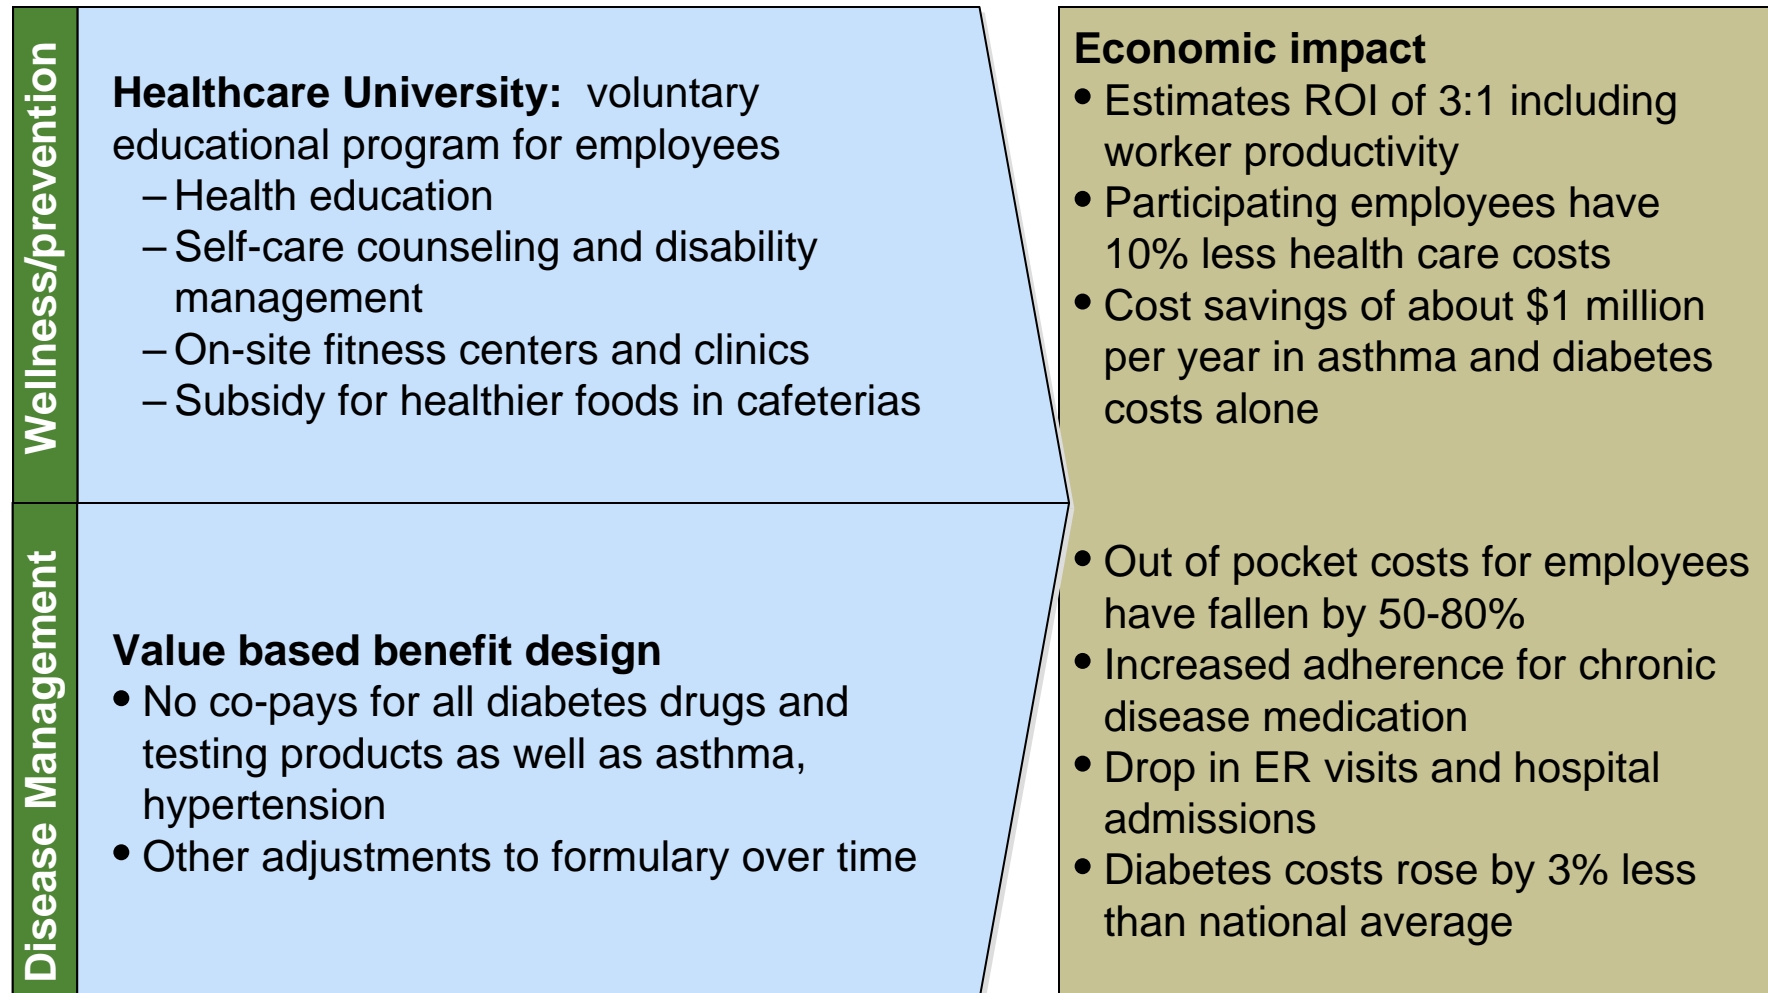 Wellness/prevention
Healthcare University: voluntary
educational program for employees
– Health education
– Self-care counseling and disability
management
– On-site fitness centers and clinics
– Subsidy for healthier foods in cafeterias
Economic impact
• Estimates ROI of 3:1 including
worker productivity
• Participating employees have
10% less health care costs
• Cost savings of about $1 million
per year in asthma and diabetes
costs alone
Disease Management
Value based benefit design
• No co-pays for all diabetes drugs and
testing products as well as asthma,
hypertension
• Other adjustments to formulary over time
• Out of pocket costs for employees
have fallen by 50-80%
• Increased adherence for chronic
disease medication
• Drop in ER visits and hospital
admissions
• Diabetes costs rose by 3% less
than national average